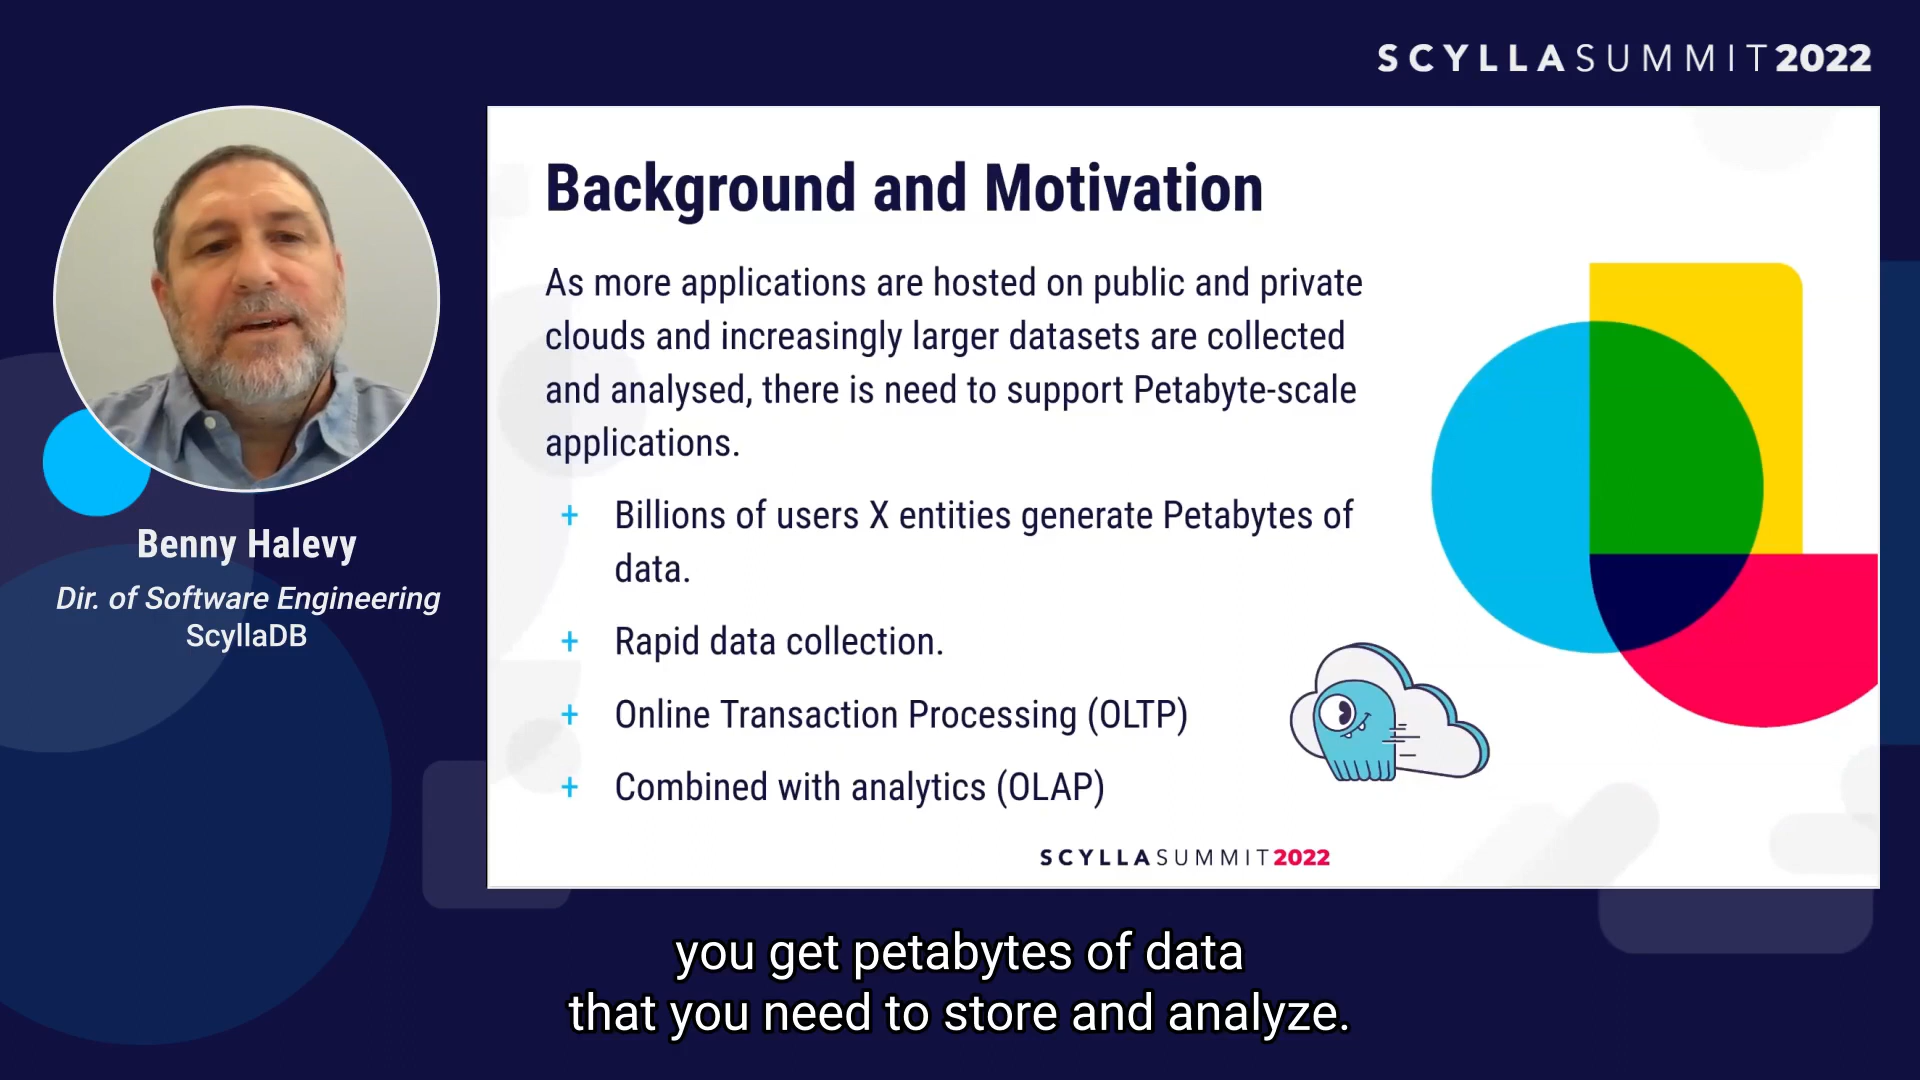 SCYLLASUMMIT2022
Background and Motivation
As more applications are hosted on public and private
clouds and increasingly larger datasets are collected
and analysed, there is need to support Petabyte-scale
applications.
+ Billions of users X entities generate Petabytes of
data.
+ Rapid data collection.
+ Online Transaction Processing (OLTP)
+ Combined with analytics (OLAP)
SCYLLASUMMIT2022
Benny Halevy
Dir. of Software Engineering
ScyllaDB
you get petabytes of data
that you need to store and analyze.